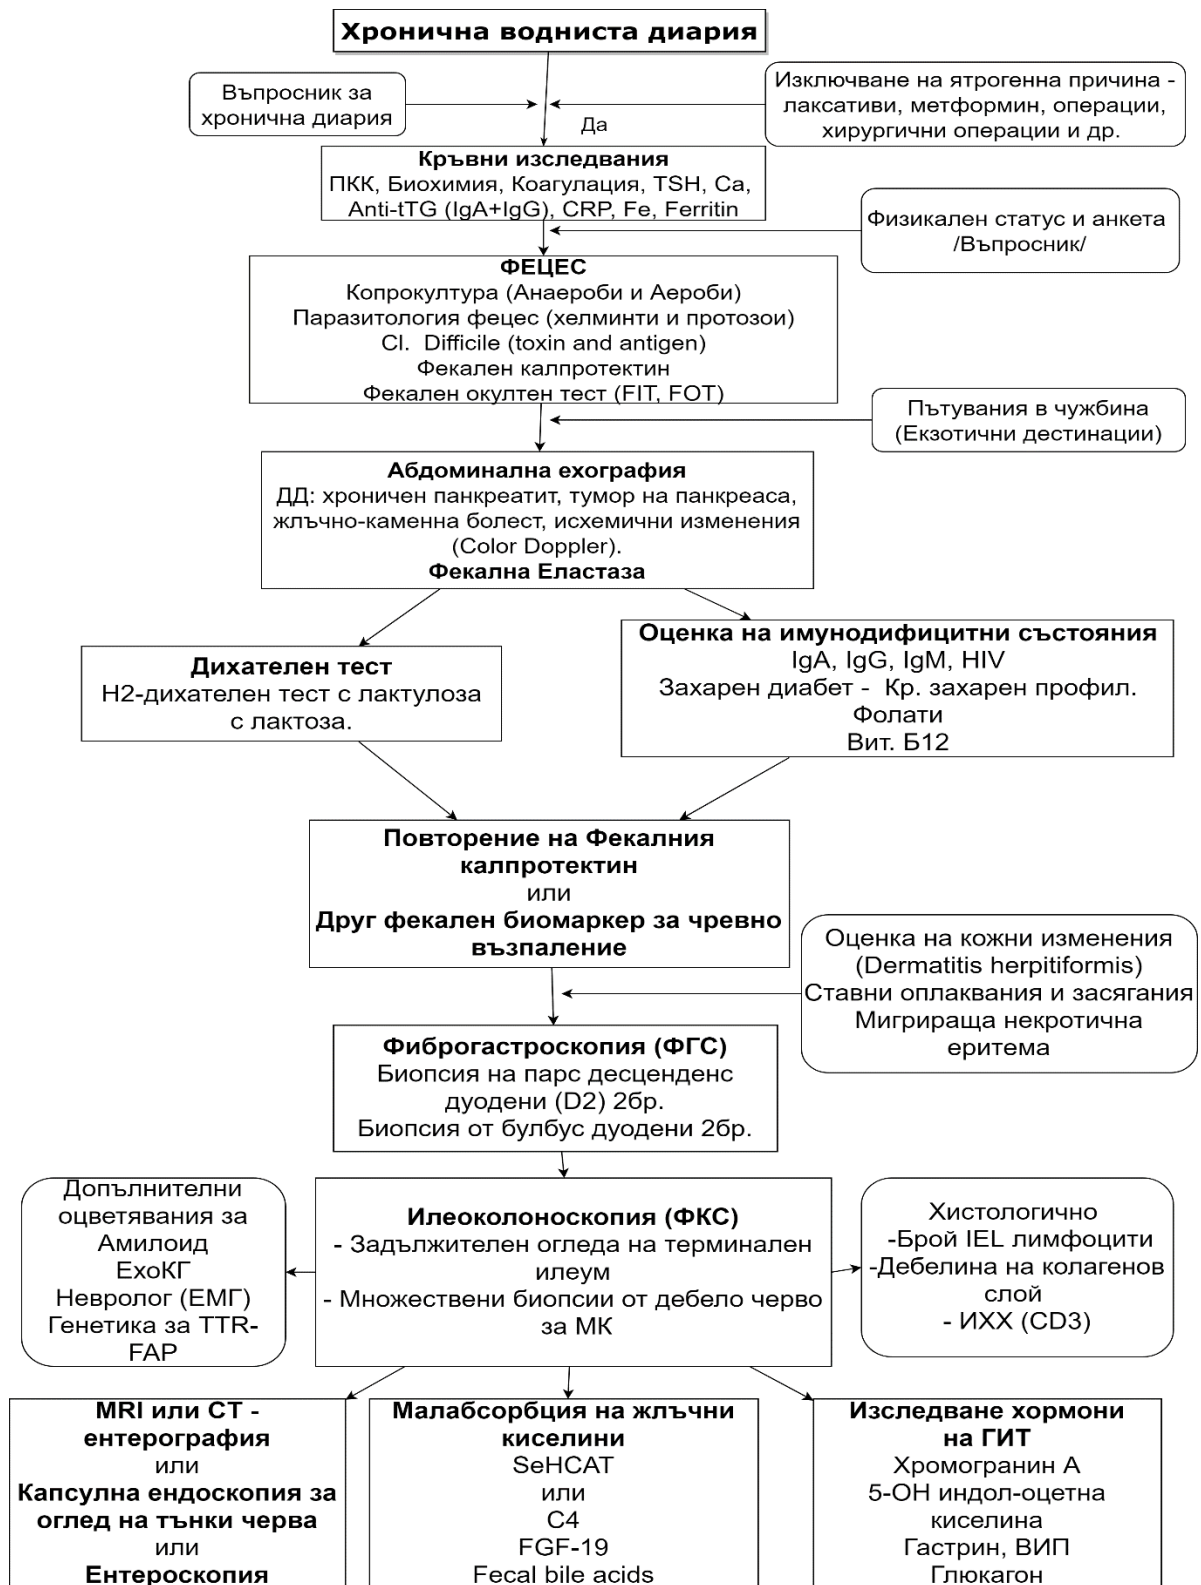 Хронична водниста диария
Въпросник за
хронична диария
Изключване на ятрогенна причина -
лаксативи, метформин, операции,
хирургични операции и др.
Да
Кръвни изследвания
ПКК, Биохимия, Коагулация, TSH, Ca,
Anti-tTG (IgA+IgG), CRP, Fe, Ferritin
Физикален статус и анкета
/Въпросник/
ФЕЦЕС
Копрокултура (Анаероби и Аероби)
Паразитология фецес (хелминти и протозои)
Cl. Difficile (toxin and antigen)
Фекален калпротектин
Фекален окултен тест (FIT, FOT)
Пътувания в чужбина
(Екзотични дестинации)
Абдоминална ехография
ДД: хроничен панкреатит, тумор на панкреаса,
жлъчно-каменна болест, исхемични изменения
(Color Doppler).
Фекална Еластаза
Дихателен тест
H2-дихателен тест с лактулоза
с лактоза.
Оценка на имунодифицитни състояния
IgA, IgG, IgM, HIV
Захарен диабет - Кр. захарен профил.
Фолати
Вит. Б12
Повторение на Фекалния
калпротектин
или
Друг фекален биомаркер за чревно
възпаление
Оценка на кожни изменения
(Dermatitis herpitiformis)
Ставни оплаквания и засягания
Мигрираща некротична
еритема
Фиброгастроскопия (ФГС)
Биопсия на парс десценденс
дуодени (D2) 2бр.
Биопсия от булбус дуодени 2бр.
Допълнителни
оцветявания за
Амилоид
ЕхоКГ
Невролог (ЕМГ)
Генетика за TTR-
FAP
Илеоколоноскопия (ФКС)
- Задължителен огледа на терминален
илеум
- Множествени биопсии от дебело черво
за МК
Хистологично
-Брой IEL лимфоцити
-Дебелина на колагенов
слой
- ИХХ (CD3)
MRI или CT -
ентерография
или
Капсулна ендоскопия за
оглед на тънки черва
или
Ентероскопия
Малабсорбция на жлъчни
киселини
SeHCAT
или
C4
FGF-19
Fecal bile acids
Изследване хормони
на ГИТ
Хромогранин А
5-ОН индол-оцетна
киселина
Гастрин, ВИП
Глюкагон